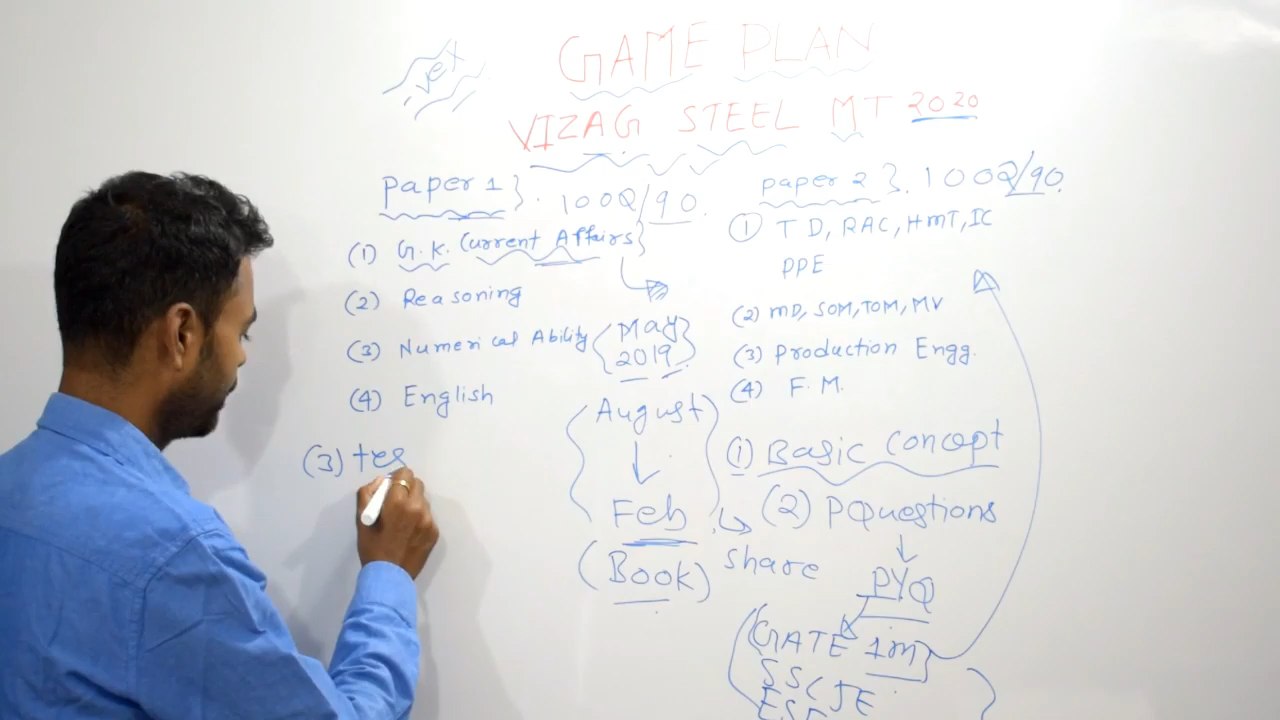 GAME PLAN
VIZAG STEEL MT 2020
Paper 1 }. 100Q/90.
(1) G.K. Current Affairs}
(2) Reasoning
(3) Numerical Ability
(4) English
(3) tes
{May
2019}
August
↓
Feb
(Book)
Paper 2 }. 100Q/90.
① TD, RAC, HMT, IC
PPE
(2) MD, SOM, TOM, MV
(3) Production Engg.
(4) F.M.
① Basic Concept
(2) PQuestions
share
PYQ
GATE 1m
SSC JE
ESE